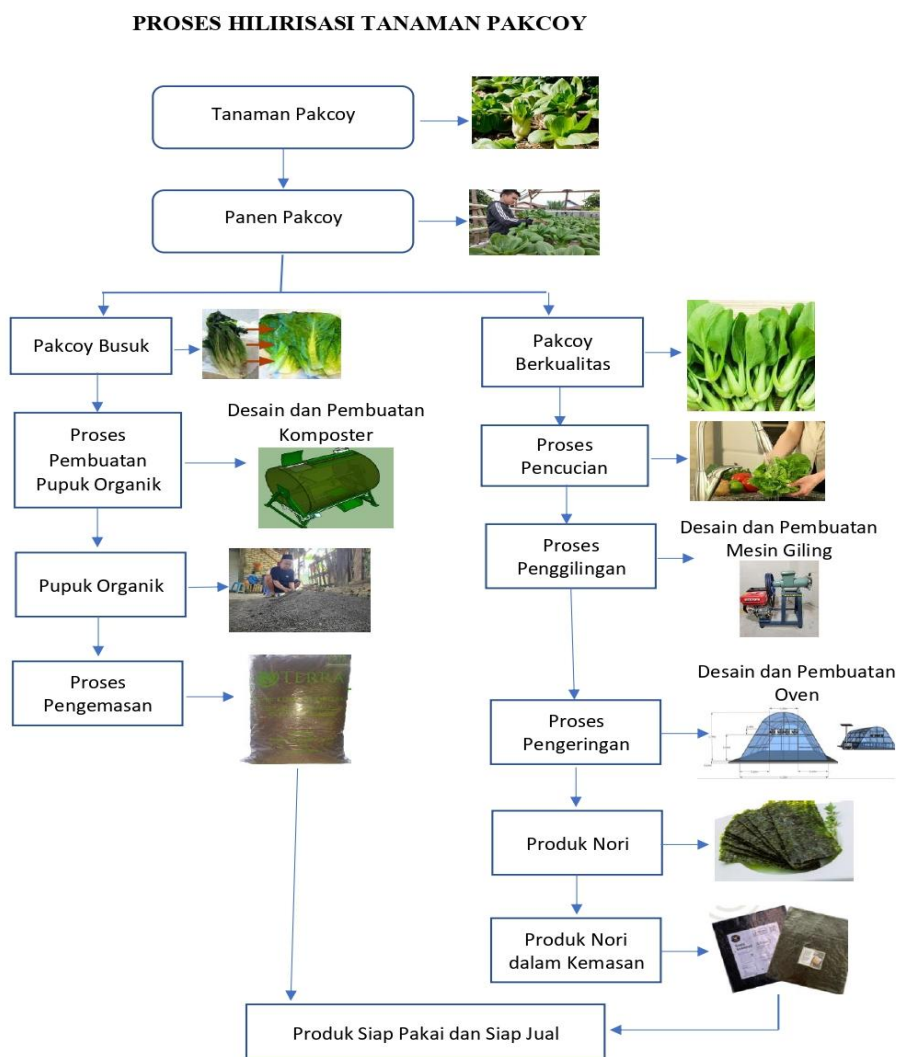 PROSES HILIRISASI TANAMAN PAKCOY
Tanaman Pakcoy
Panen Pakcoy
Pakcoy Busuk
Proses
Pembuatan
Pupuk Organik
Desain dan Pembuatan
Komposter
Pupuk Organik
Proses
Pengemasan
TERRA
Pakcoy
Berkualitas
Proses
Pencucian
Proses
Penggilingan
Desain dan Pembuatan
Mesin Giling
Proses
Pengeringan
Desain dan Pembuatan
Oven
Produk Nori
Produk Nori
dalam Kemasan
Produk Siap Pakai dan Siap Jual